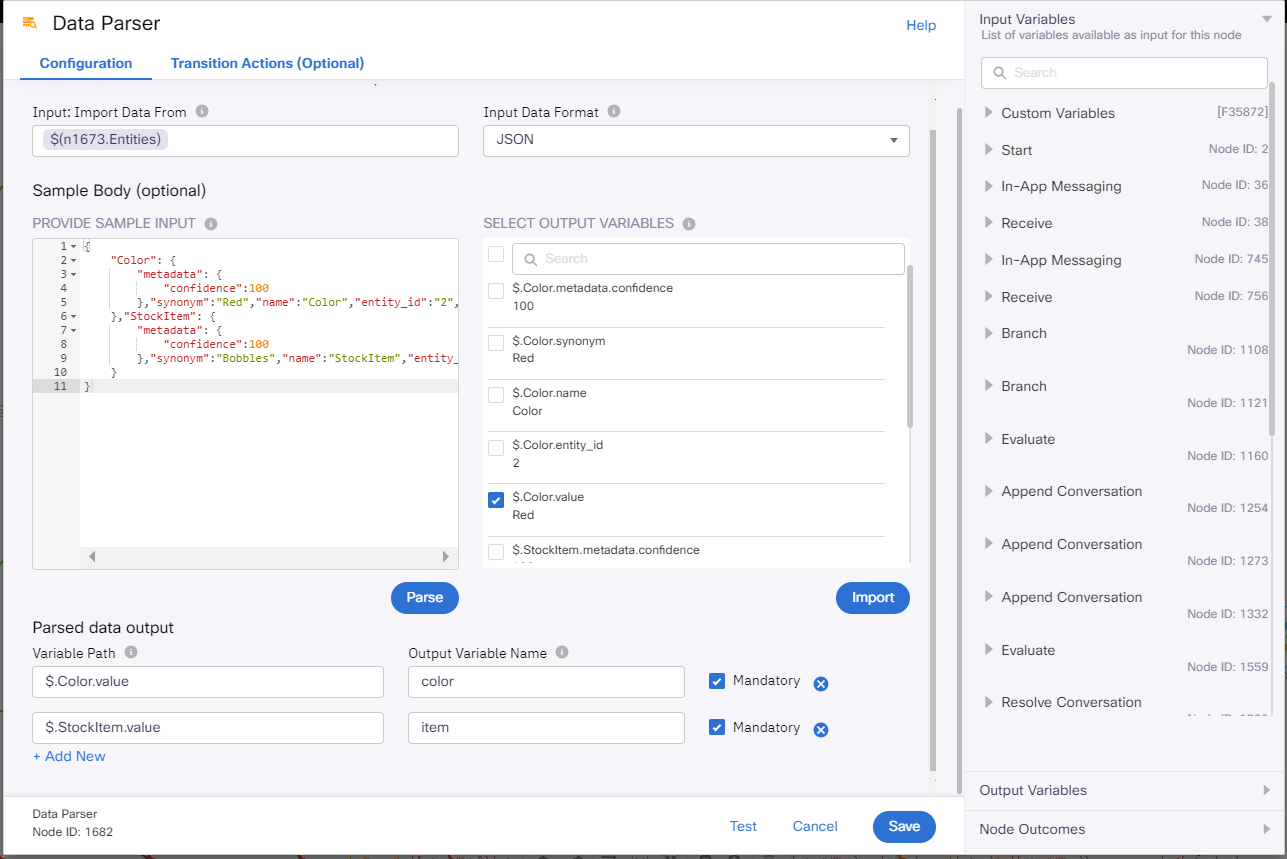 Data Parser
Help
Configuration
Transition Actions (Optional)
Input: Import Data From
Input Data Format
$(n1673.Entities)
JSON
Sample Body (optional)
PROVIDE SAMPLE INPUT
SELECT OUTPUT VARIABLES
1 {
2 "Color": {
3 "metadata": {
4 "confidence":100
5 },"synonym":"Red","name":"Color","entity_id":"2",
6 },"StockItem": {
7 "metadata": {
8 "confidence":100
9 },"synonym":"Bobbles","name":"StockItem","entity_
10 }
11 }
Search
$.Color.metadata.confidence
100
$.Color.synonym
Red
$.Color.name
Color
$.Color.entity_id
2
$.Color.value
Red
$.StockItem.metadata.confidence
Parse
Import
Parsed data output
Variable Path
Output Variable Name
$.Color.value
color
Mandatory
$.StockItem.value
item
Mandatory
+ Add New
Data Parser
Node ID: 1682
Test
Cancel
Save
Input Variables
List of variables available as input for this node
Search
Custom Variables [F35872]
Start Node ID: 2
In-App Messaging Node ID: 36
Receive Node ID: 38
In-App Messaging Node ID: 745
Receive Node ID: 756
Branch
Node ID: 1108
Branch
Node ID: 1121
Evaluate
Node ID: 1160
Append Conversation
Node ID: 1254
Append Conversation
Node ID: 1273
Append Conversation
Node ID: 1332
Evaluate
Node ID: 1559
Resolve Conversation
Output Variables
Node Outcomes